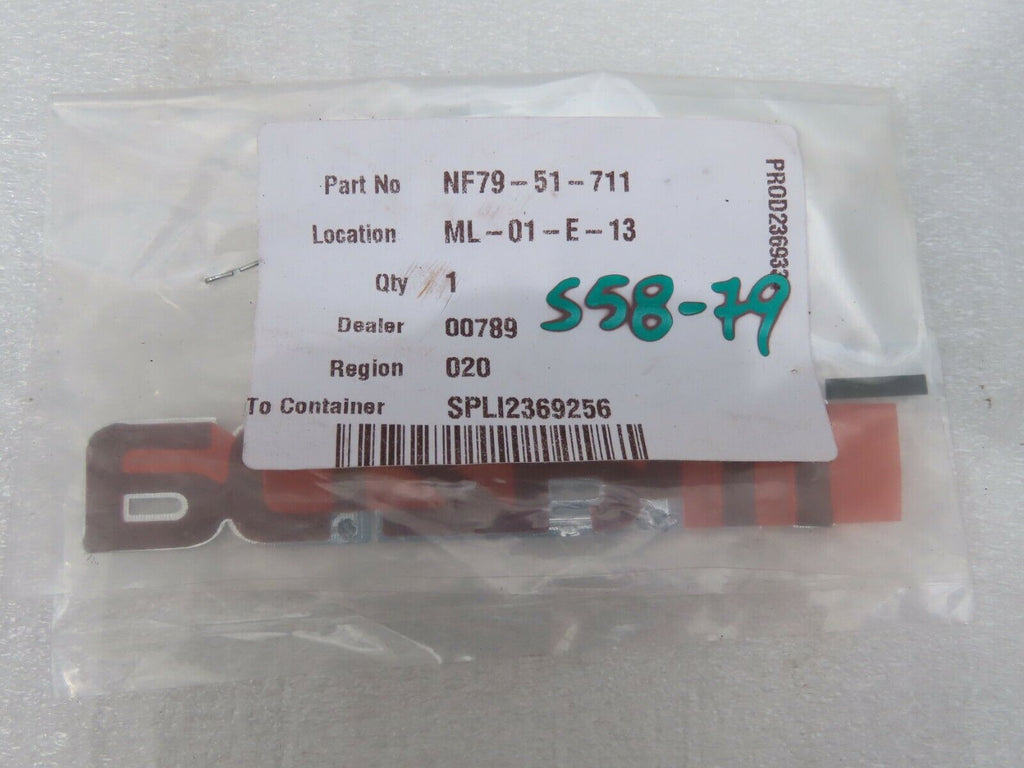 Part No NF79-51-711
Location ML-01-E-13
Qty 1
Dealer 00789
Region 020
To Container SPLI2369256
S58-79